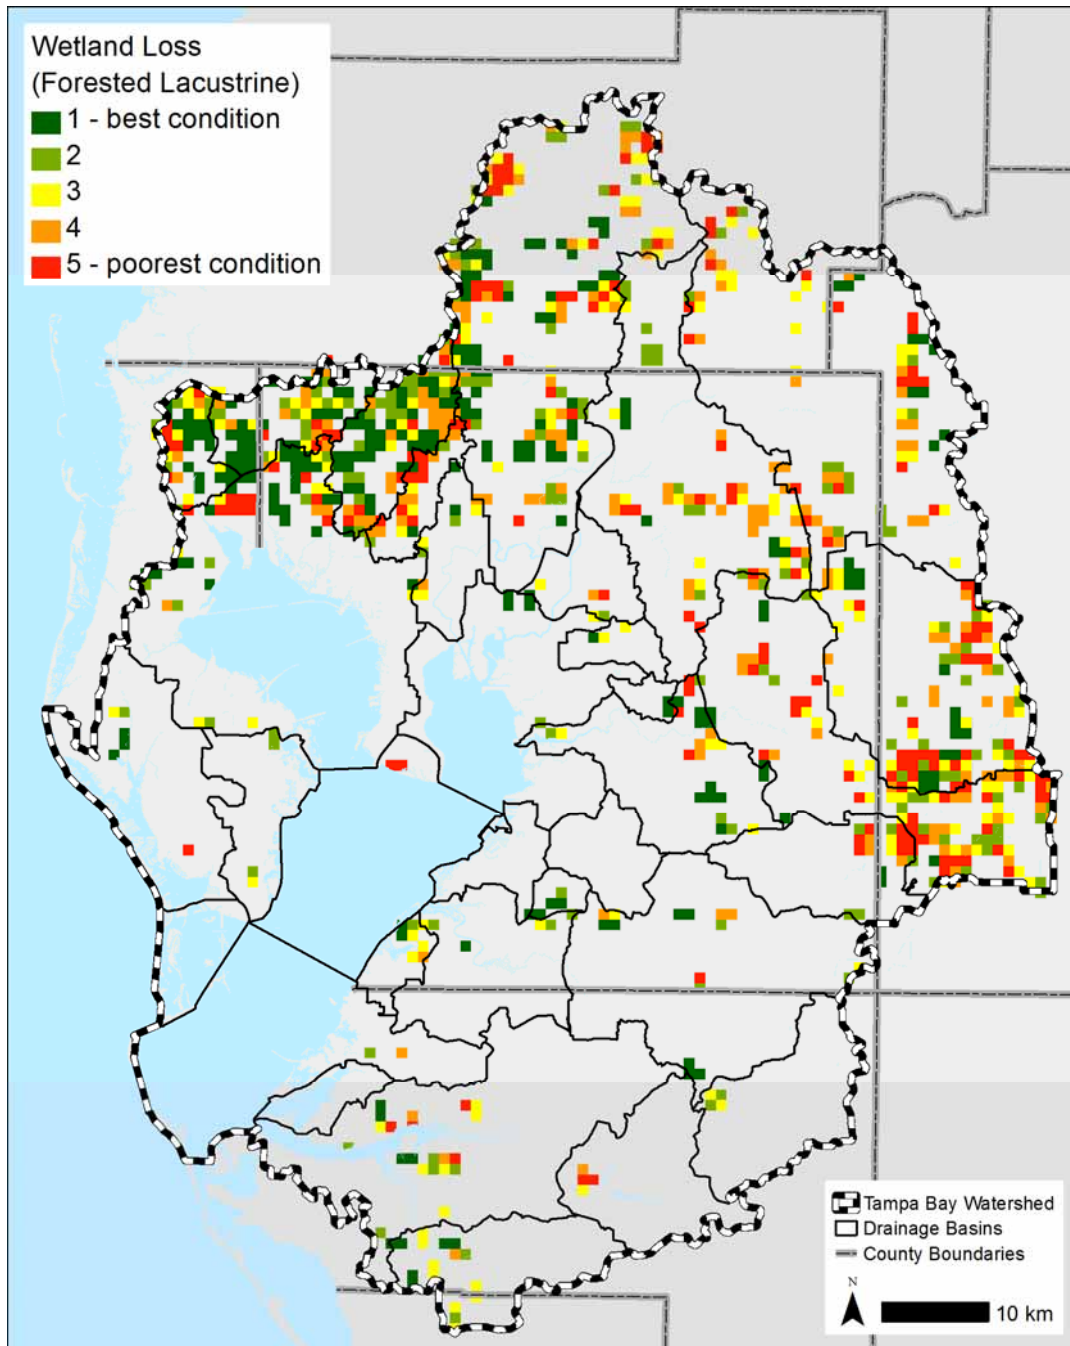 Wetland Loss
(Forested Lacustrine)
1 - best condition
2
3
4
5 - poorest condition
Tampa Bay Watershed
Drainage Basins
County Boundaries
N
10 km